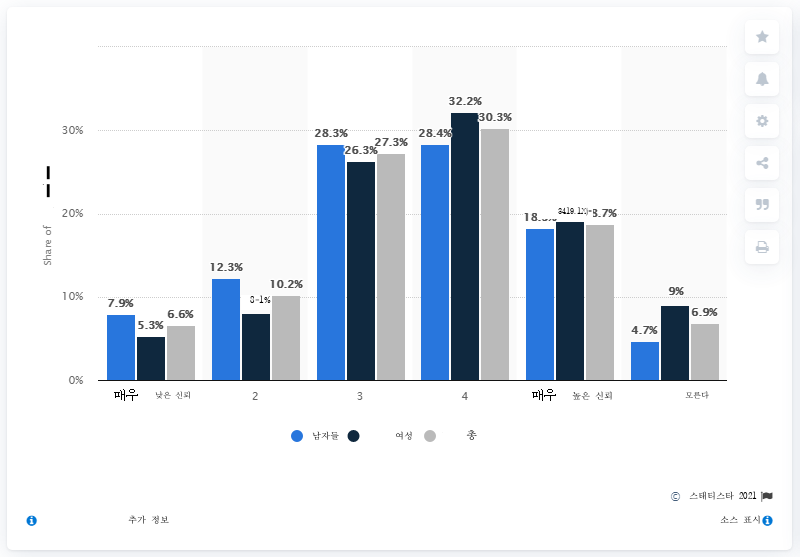 32.2%
30.3%
28.3%
28.4%
27.3%
26.3%
30%
20%
10%
0%
Share of
7.9%
5.3%
6.6%
12.3%
10.2%
4.7%
9%
6.9%
매우 낮은 신뢰
2
3
4
매우 높은 신뢰
모른다
남자들
여성
총
© 스태티스타 2021
추가 정보
소스 표시